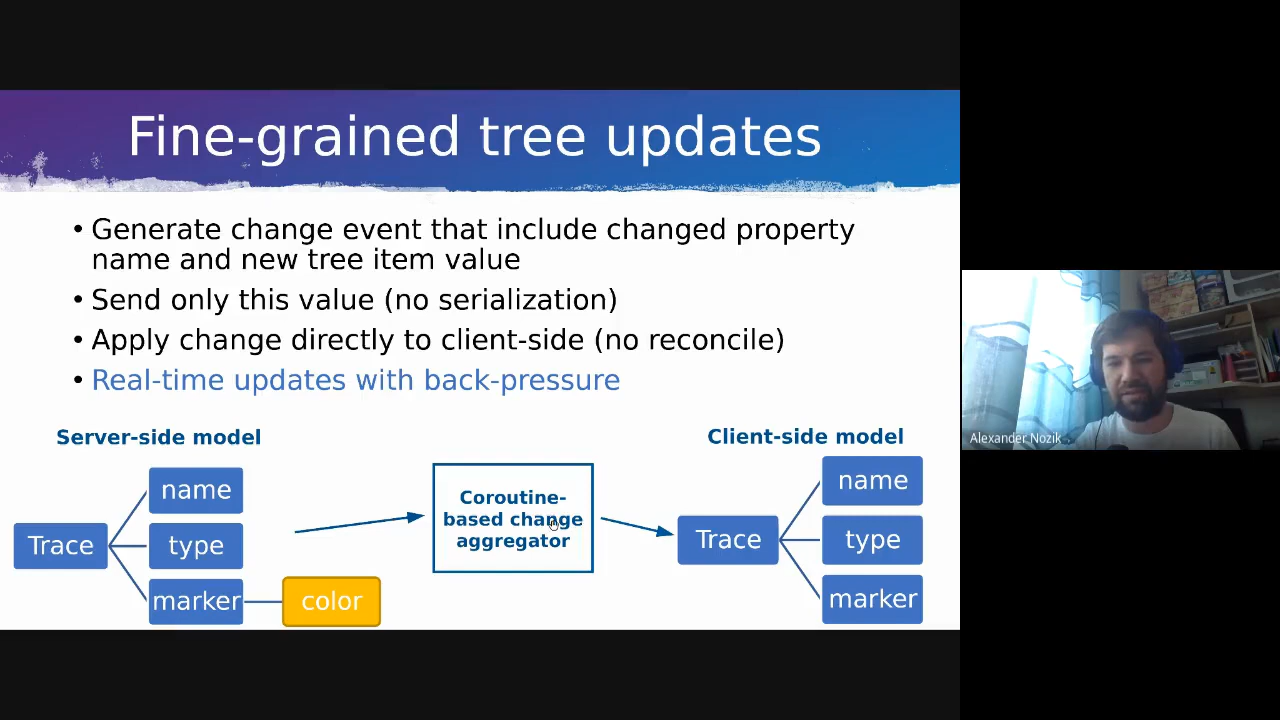 Fine-grained tree updates
• Generate change event that include changed property
name and new tree item value
• Send only this value (no serialization)
• Apply change directly to client-side (no reconcile)
• Real-time updates with back-pressure
Server-side model
Client-side model
name
Trace
type
marker
color
Coroutine-
based change
aggregator
name
Trace
type
marker
Alexander Nozik